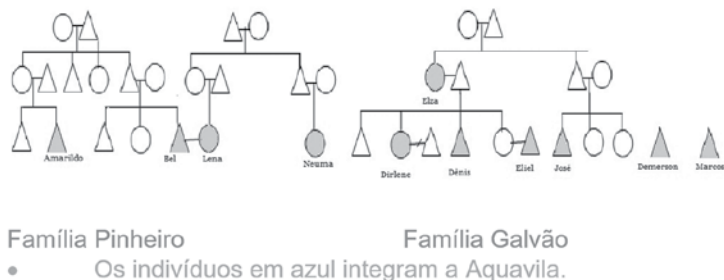 Elza
Amarildo Bel Lena Neuma Dirlene Dênis Eliel José Demerson Marcos
Família Pinheiro Família Galvão
• Os indivíduos em azul integram a Aquavila.